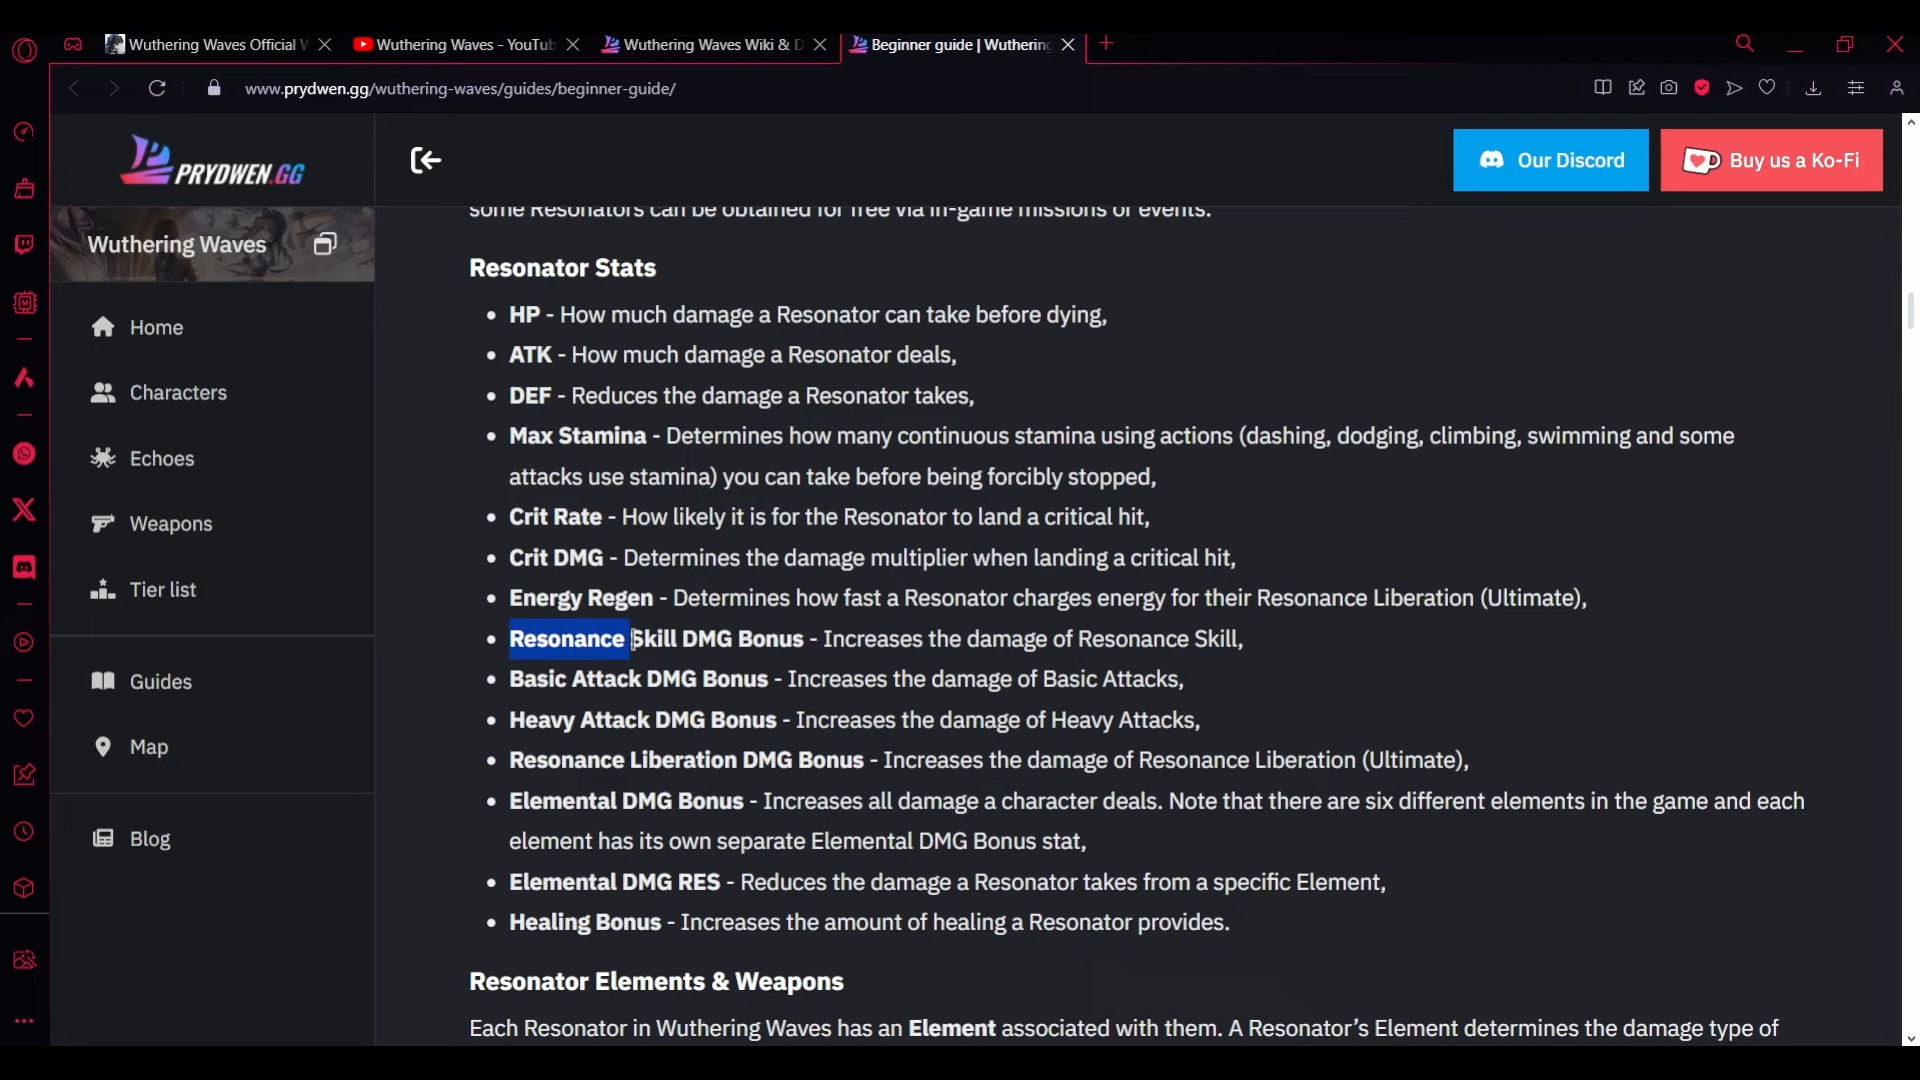 Wuthering Waves Official W
Wuthering Waves - YouTub
Wuthering Waves Wiki & D
Beginner guide | Wuthering
www.prydwen.gg/wuthering-waves/guides/beginner-guide/
PRYDWEN.GG
Our Discord
Buy us a Ko-Fi
Wuthering Waves
Home
Characters
Echoes
Weapons
Tier list
Guides
Map
Blog
some Resonators can be obtained for free via in-game missions or events.
Resonator Stats
• HP - How much damage a Resonator can take before dying,
• ATK - How much damage a Resonator deals,
• DEF - Reduces the damage a Resonator takes,
• Max Stamina - Determines how many continuous stamina using actions (dashing, dodging, climbing, swimming and some
attacks use stamina) you can take before being forcibly stopped,
• Crit Rate - How likely it is for the Resonator to land a critical hit,
• Crit DMG - Determines the damage multiplier when landing a critical hit,
• Energy Regen - Determines how fast a Resonator charges energy for their Resonance Liberation (Ultimate),
• Resonance Skill DMG Bonus - Increases the damage of Resonance Skill,
• Basic Attack DMG Bonus - Increases the damage of Basic Attacks,
• Heavy Attack DMG Bonus - Increases the damage of Heavy Attacks,
• Resonance Liberation DMG Bonus - Increases the damage of Resonance Liberation (Ultimate),
• Elemental DMG Bonus - Increases all damage a character deals. Note that there are six different elements in the game and each
element has its own separate Elemental DMG Bonus stat,
• Elemental DMG RES - Reduces the damage a Resonator takes from a specific Element,
• Healing Bonus - Increases the amount of healing a Resonator provides.
Resonator Elements & Weapons
Each Resonator in Wuthering Waves has an Element associated with them. A Resonator's Element determines the damage type of